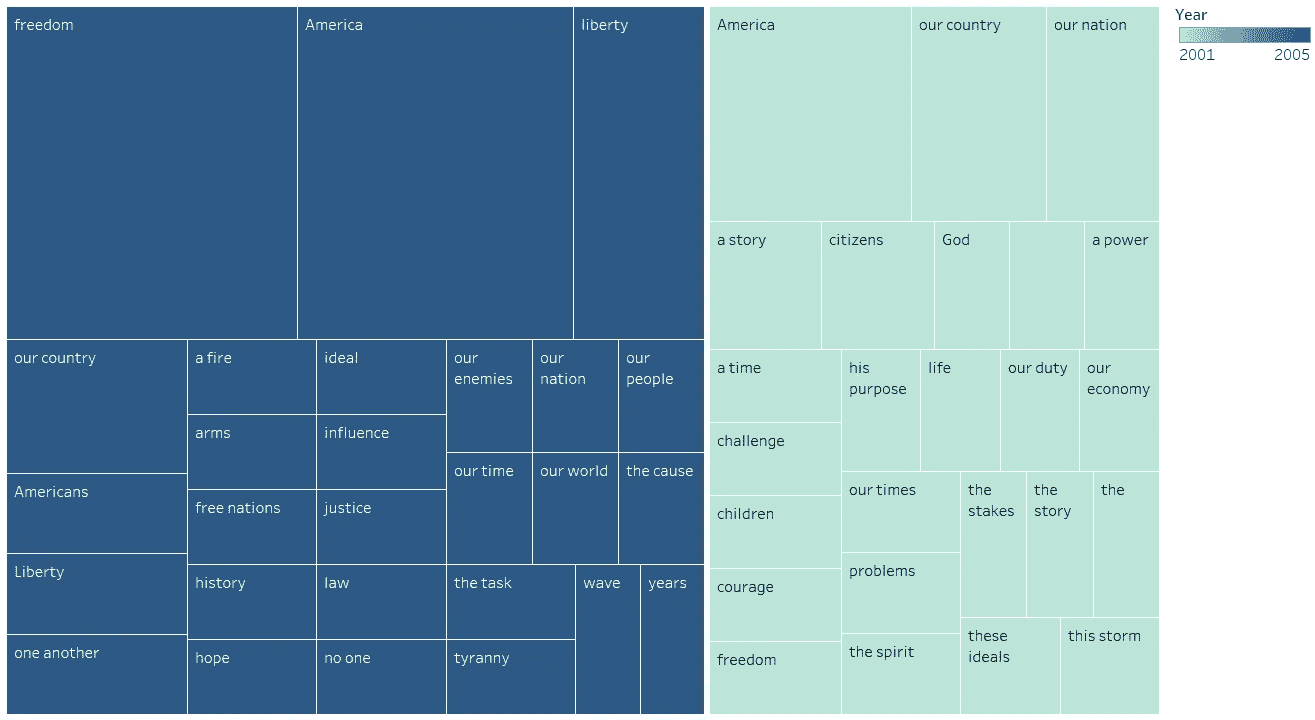 freedom
America
liberty
our country
Americans
Liberty
one another
a fire
arms
free nations
history
hope
ideal
influence
justice
law
no one
our
enemies
our
nation
our
people
our time
our world
the cause
the task
tyranny
wave
years
America
our country
our nation
a story
citizens
God
a power
a time
challenge
children
courage
freedom
his
purpose
life
our duty
our
economy
our times
problems
the spirit
the
stakes
the
story
the
these
ideals
this storm
Year
2001
2005